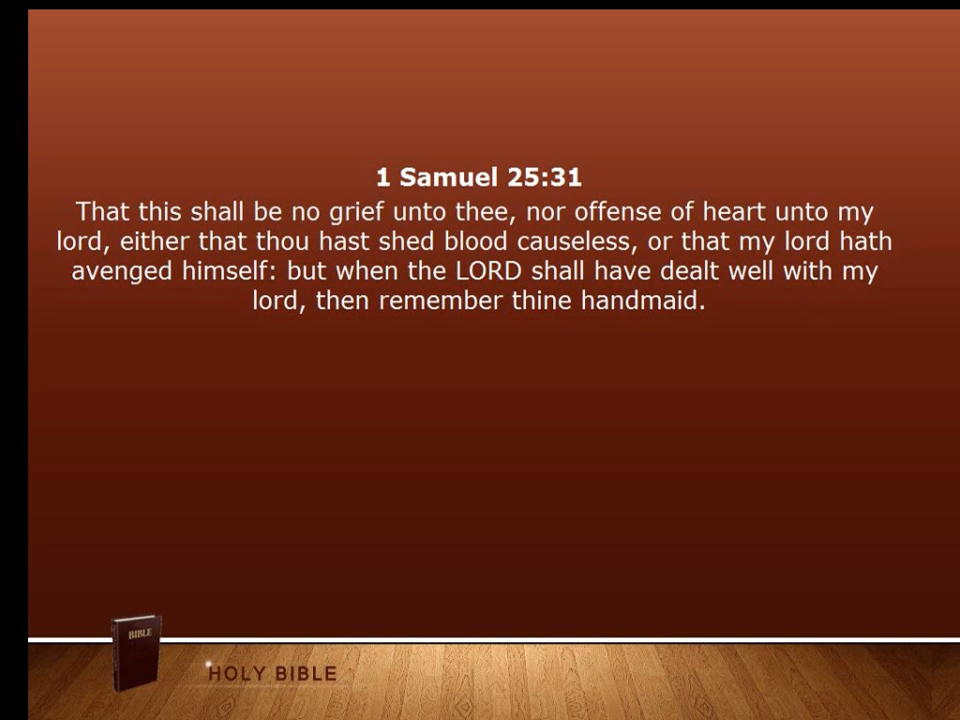 1 Samuel 25:31
That this shall be no grief unto thee, nor offense of heart unto my
lord, either that thou hast shed blood causeless, or that my lord hath
avenged himself: but when the LORD shall have dealt well with my
lord, then remember thine handmaid.
BIBLE
HOLY BIBLE